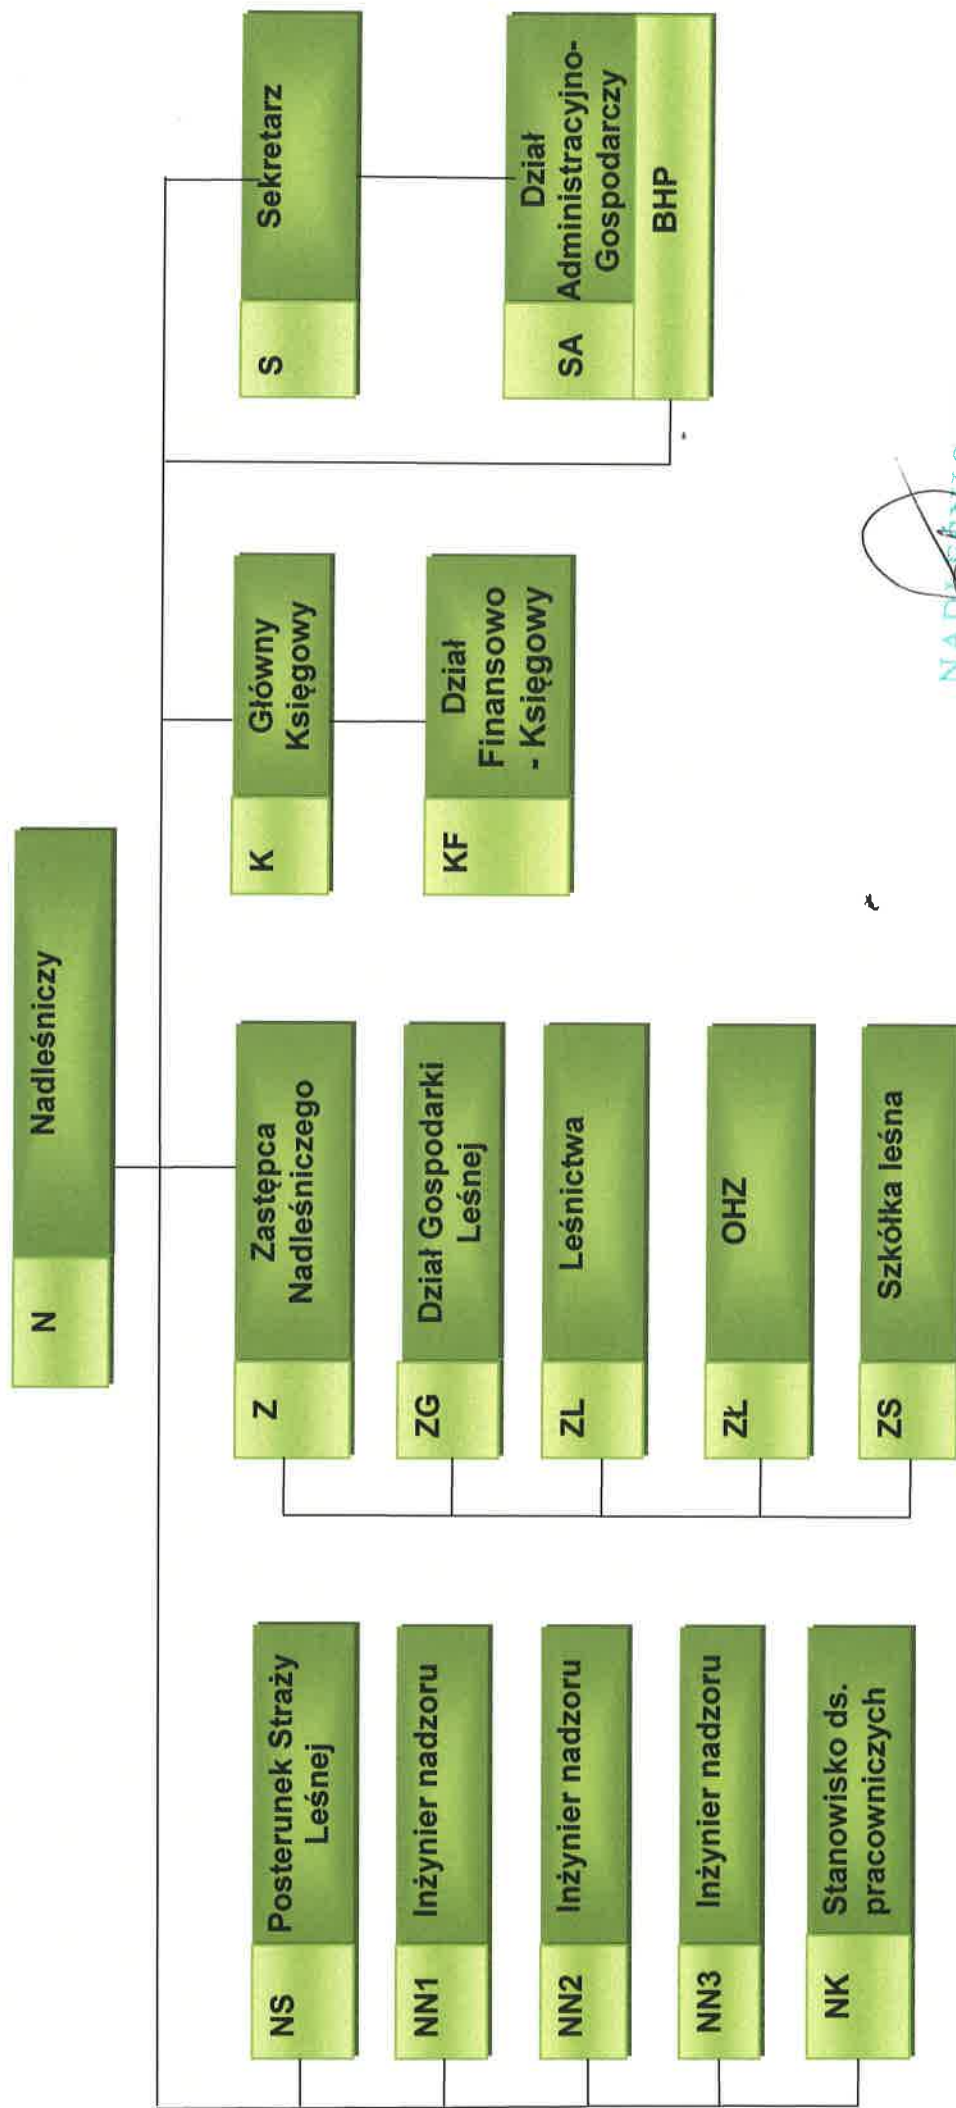 N
Nadleśniczy
NS
Posterunek Straży
Leśnej
NN1
Inżynier nadzoru
NN2
Inżynier nadzoru
NN3
Inżynier nadzoru
NK
Stanowisko ds.
pracowniczych
Z
Zastępca
Nadleśniczego
ZG
Dział Gospodarki
Leśnej
ZL
Leśnictwa
ZŁ
OHZ
ZS
Szkółka leśna
K
Główny
Księgowy
KF
Dział
Finansowo
- Księgowy
S
Sekretarz
SA
Dział
Administracyjno-
Gospodarczy
BHP